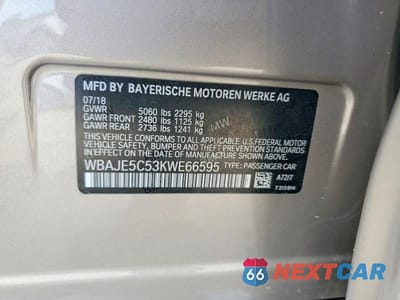 MFD BY BAYERISCHE MOTOREN WERKE AG
07/18
GVWR 5060 lbs 2295 kg
GAWR FRONT 2480 lbs 1125 kg
GAWR REAR 2736 lbs 1241 kg
THIS VEHICLE CONFORMS TO ALL APPLICABLE U.S. FEDERAL
MOTOR VEHICLE SAFETY, BUMPER AND THEFT PREVENTION
STANDARDS IN EFFECT ON THE DATE OF MANUFACTURE SHOWN ABOVE.
WBAJE5C53KWE66595 TYPE: PASSENGER CAR
A72/7
66 NEXTCAR